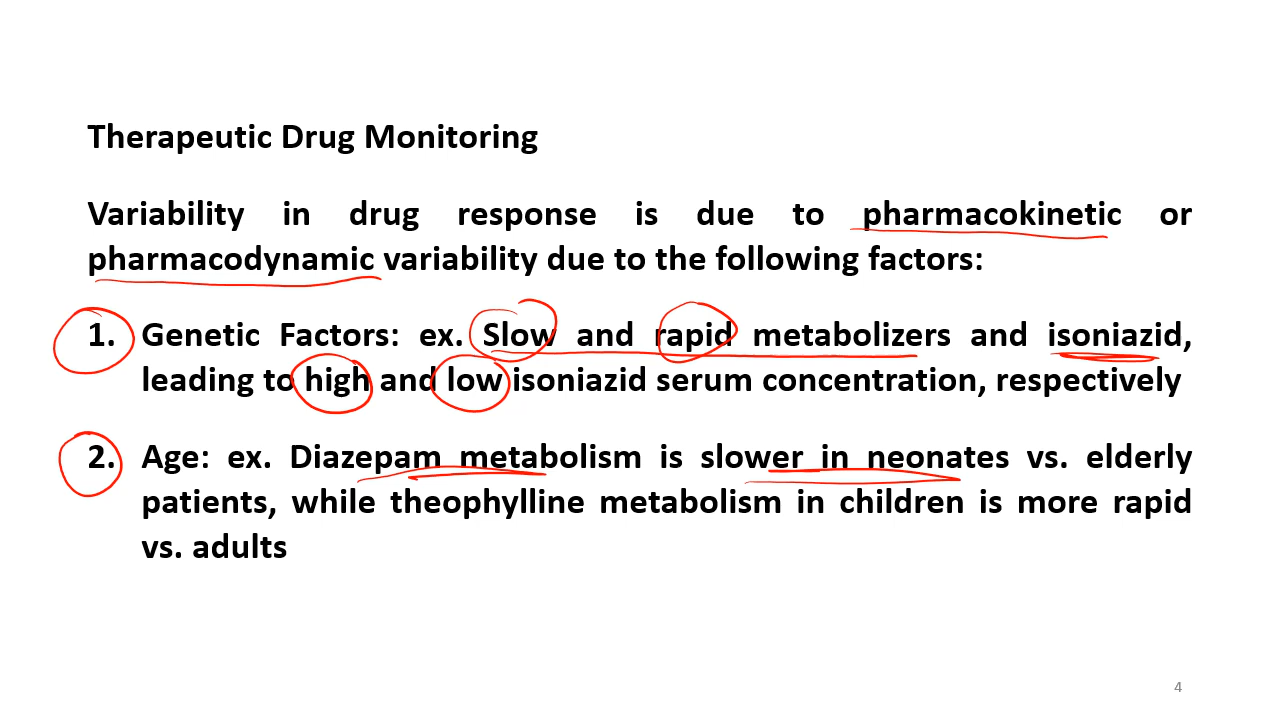 Therapeutic Drug Monitoring
Variability in drug response is due to pharmacokinetic or
pharmacodynamic variability due to the following factors:
1. Genetic Factors: ex. Slow and rapid metabolizers and isoniazid,
leading to high and low isoniazid serum concentration, respectively
2. Age: ex. Diazepam metabolism is slower in neonates vs. elderly
patients, while theophylline metabolism in children is more rapid
vs. adults
4